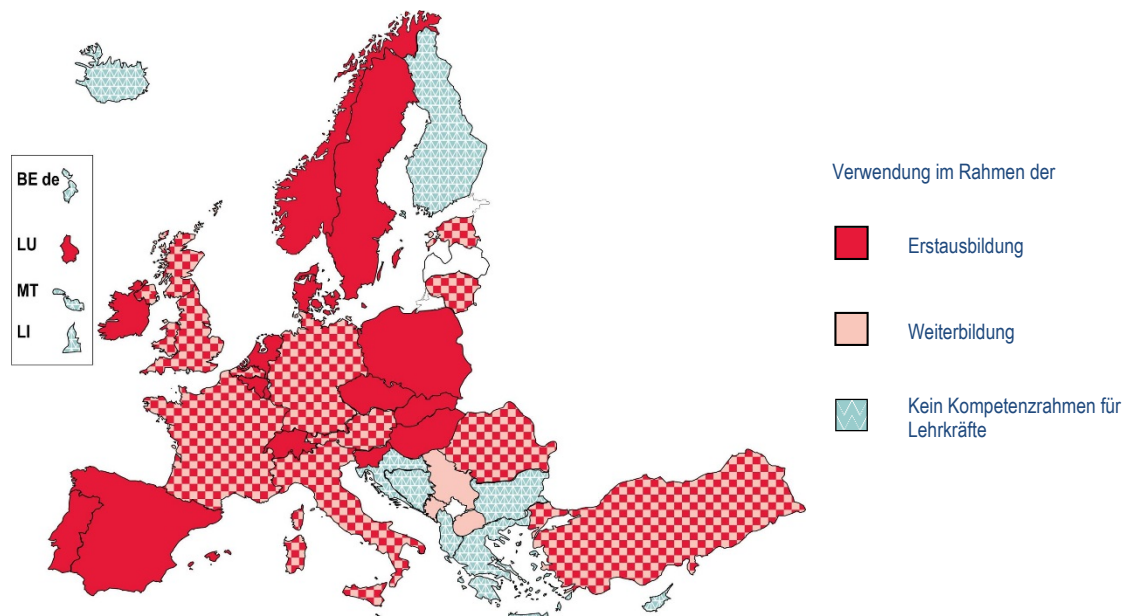 BE de
LU
MT
LI
Verwendung im Rahmen der
Erstausbildung
Weiterbildung
Kein Kompetenzrahmen für
Lehrkräfte